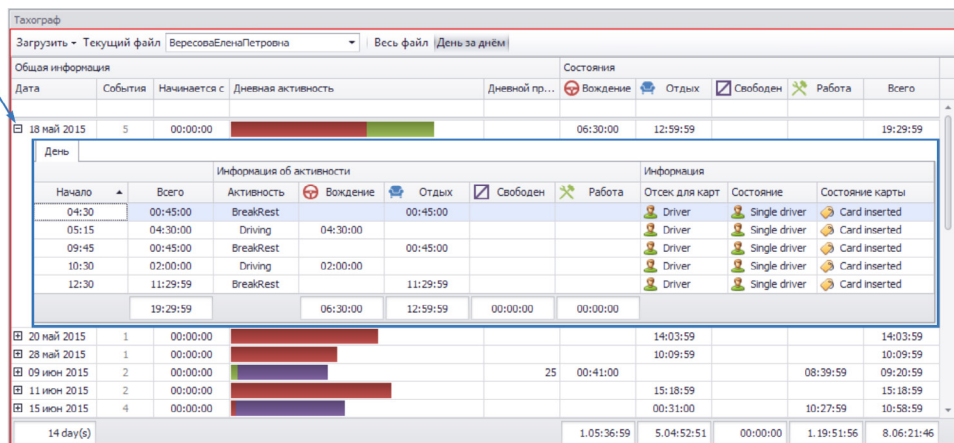 Тахограф
Загрузить Текущий файл ВересоваЕленаПетровна Весь файл День за днём
Общая информация Состояния
Дата События Начинается с Дневная активность Дневной пр... Вождение Отдых Свободен Работа Всего
18 май 2015 5 00:00:00 06:30:00 12:59:59 19:29:59
День
Информация об активности Информация
Начало Всего Активность Вождение Отдых Свободен Работа Отсек для карт Состояние Состояние карты
04:30 00:45:00 BreakRest 00:45:00 Driver Single driver Card inserted
05:15 04:30:00 Driving 04:30:00 Driver Single driver Card inserted
09:45 00:45:00 BreakRest 00:45:00 Driver Single driver Card inserted
10:30 02:00:00 Driving 02:00:00 Driver Single driver Card inserted
12:30 11:29:59 BreakRest 11:29:59 Driver Single driver Card inserted
19:29:59 06:30:00 12:59:59 00:00:00 00:00:00
20 май 2015 1 00:00:00 14:03:59 14:03:59
28 май 2015 1 00:00:00 10:09:59 10:09:59
09 июн 2015 2 00:00:00 25 00:41:00 08:39:59 09:20:59
11 июн 2015 2 00:00:00 15:18:59 15:18:59
15 июн 2015 4 00:00:00 00:31:00 10:27:59 10:58:59
14 day(s) 1.05:36:59 5.04:52:51 00:00:00 1.19:51:56 8.06:21:46